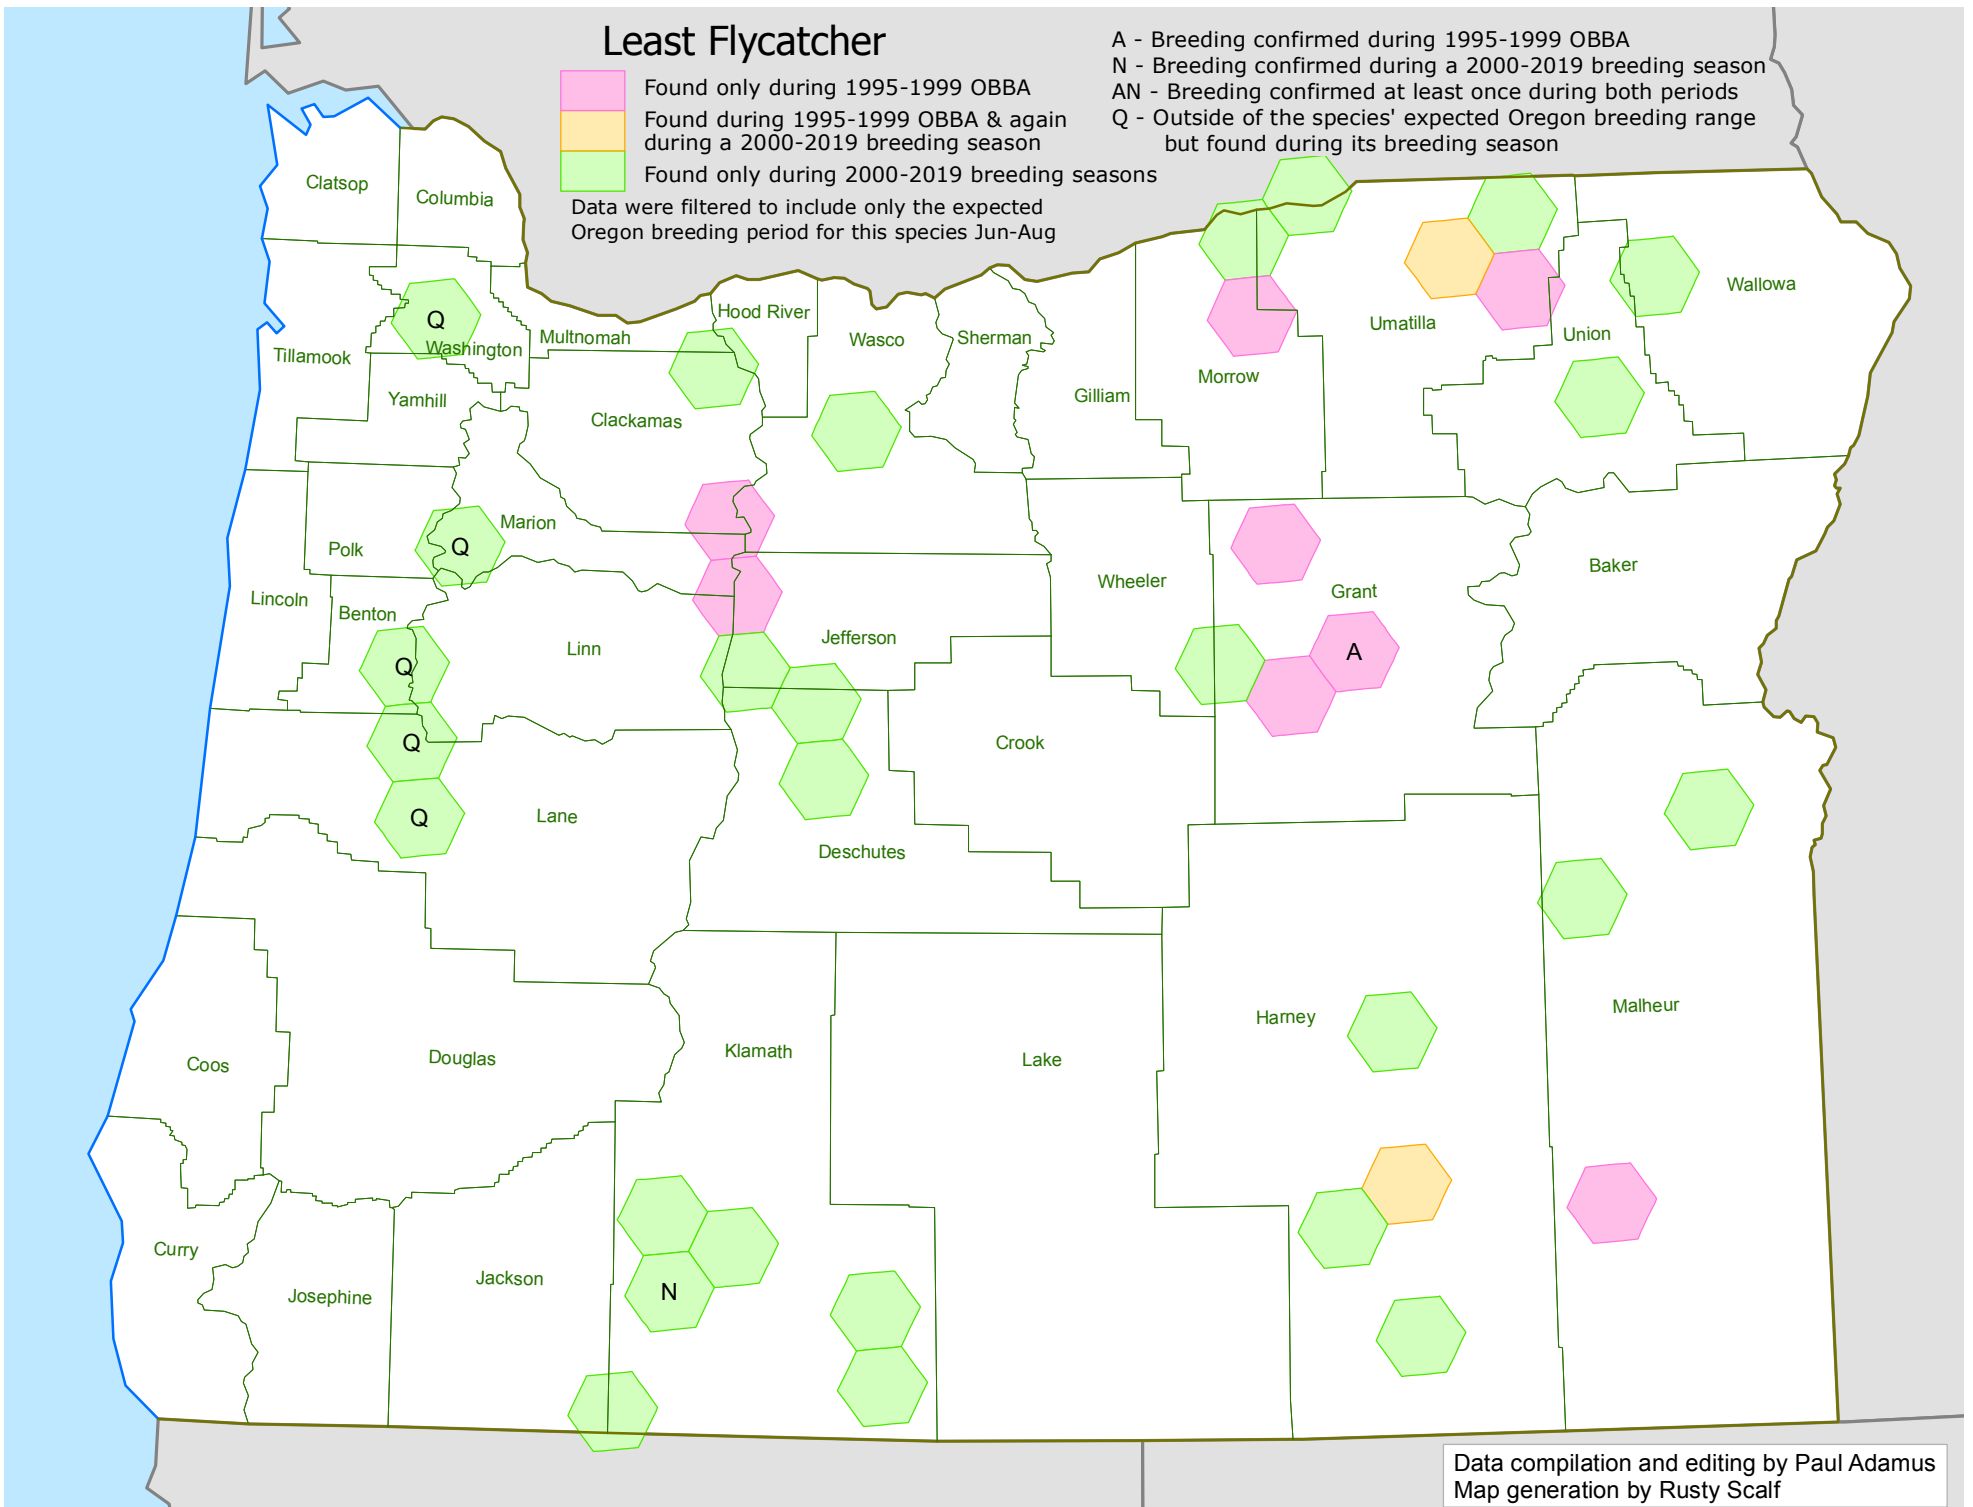 Least Flycatcher
Found only during 1995-1999 OBBA
Found during 1995-1999 OBBA & again
during a 2000-2019 breeding season
Found only during 2000-2019 breeding seasons
Data were filtered to include only the expected
Oregon breeding period for this species Jun-Aug
A - Breeding confirmed during 1995-1999 OBBA
N - Breeding confirmed during a 2000-2019 breeding season
AN - Breeding confirmed at least once during both periods
Q - Outside of the species' expected Oregon breeding range
but found during its breeding season
Clatsop
Columbia
Wallowa
Hood River
Q
Umatilla
Multnomah
Washington
Wasco
Sherman
Union
Tillamook
Morrow
Gilliam
Yamhill
Clackamas
Marion
Q
Polk
Baker
Wheeler
Grant
Lincoln
Benton
Jefferson
Linn
A
Q
Q
Crook
Q
Lane
Deschutes
Malheur
Harney
Klamath
Lake
Douglas
Coos
Curry
Jackson
N
Josephine
Data compilation and editing by Paul Adamus
Map generation by Rusty Scalf